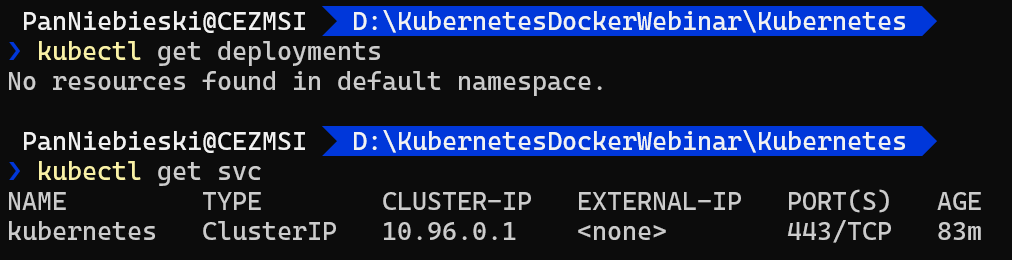 PanNiebieski@CEZMSI D:\KubernetesDockerWebinar\Kubernetes
❯ kubectl get deployments
No resources found in default namespace.
PanNiebieski@CEZMSI D:\KubernetesDockerWebinar\Kubernetes
❯ kubectl get svc
NAME TYPE CLUSTER-IP EXTERNAL-IP PORT(S) AGE
kubernetes ClusterIP 10.96.0.1 <none> 443/TCP 83m